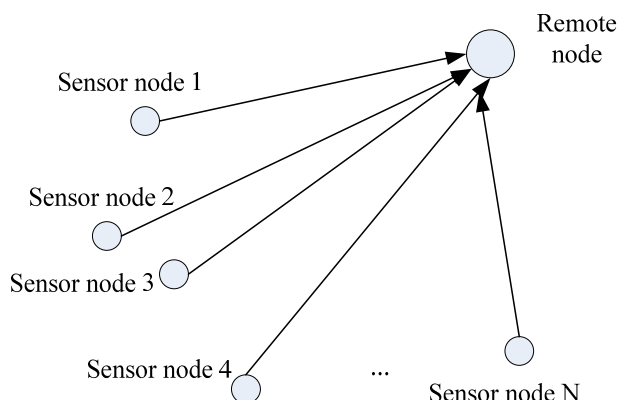 Remote
node
Sensor node 1
Sensor node 2
Sensor node 3
Sensor node 4
...
Sensor node N